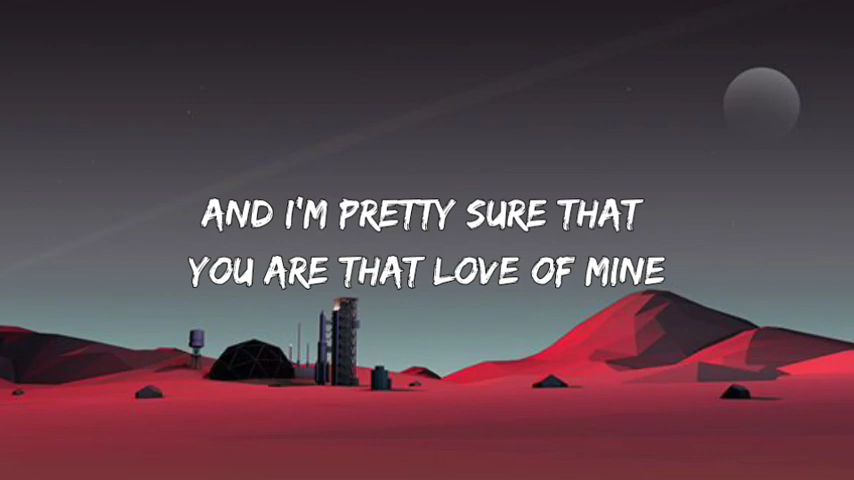 AND I'M PRETTY SURE THAT
YOU ARE THAT LOVE OF MINE